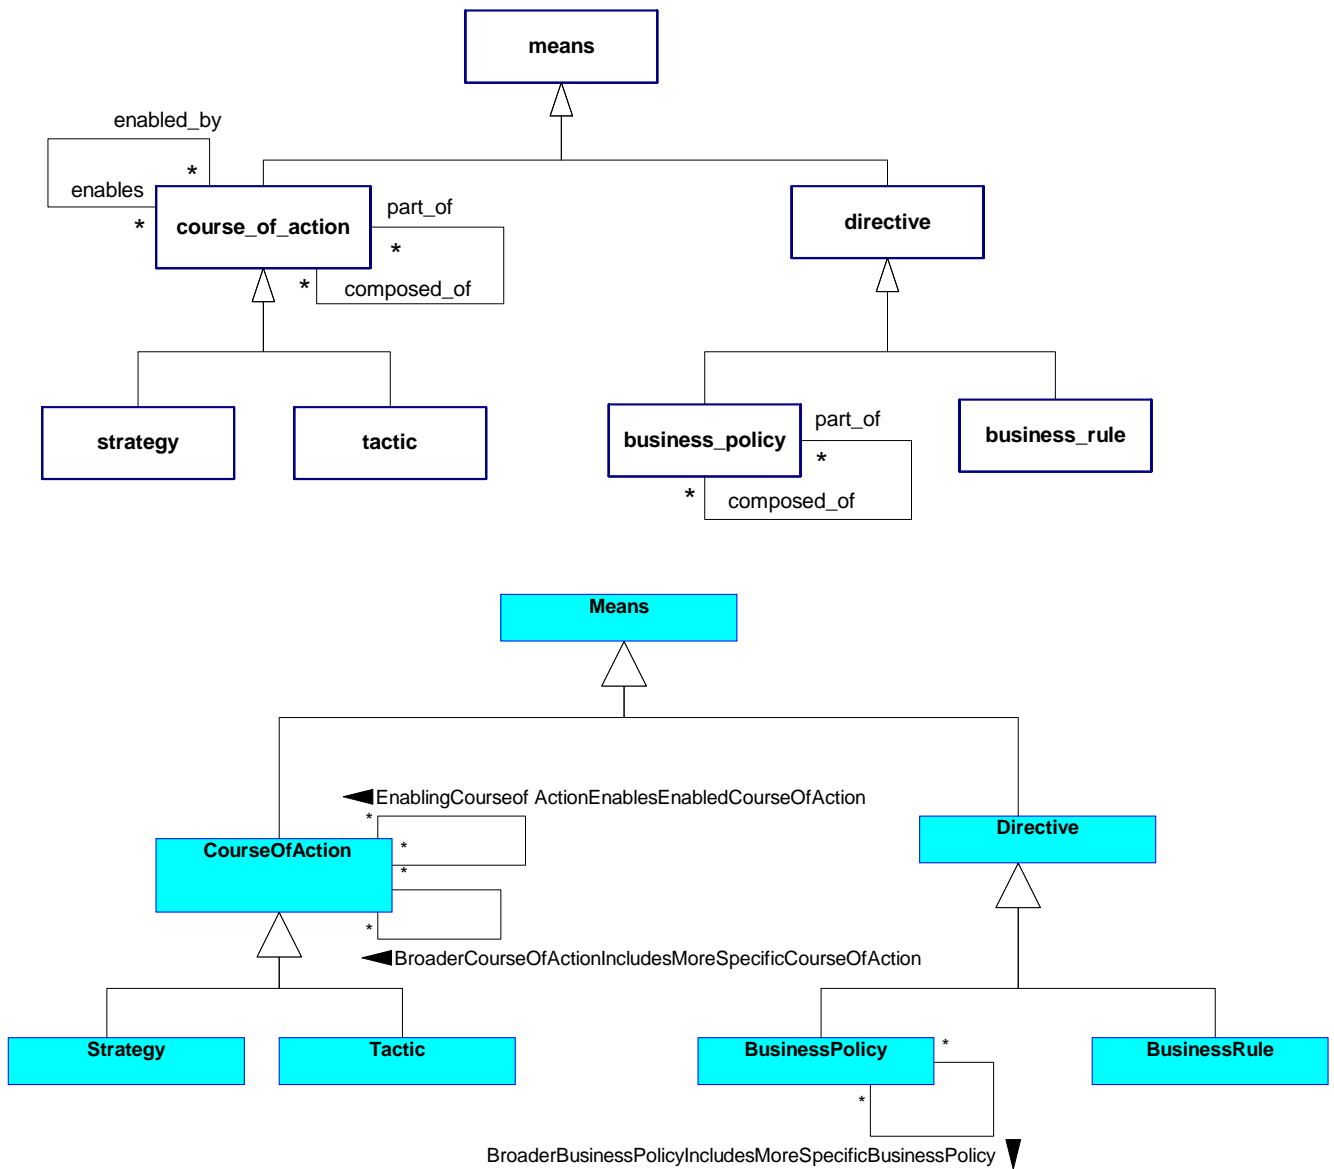 means
enabled_by
*
enables
*
course_of_action
part_of
*
*
composed_of
directive
strategy
tactic
business_policy
part_of
*
*
composed_of
business_rule
Means
EnablingCourseof ActionEnablesEnabledCourseOfAction
*
*
CourseOfAction
*
*
BroaderCourseOfActionIncludesMoreSpecificCourseOfAction
Directive
Strategy
Tactic
BusinessPolicy
*
*
BusinessRule
BroaderBusinessPolicyIncludesMoreSpecificBusinessPolicy